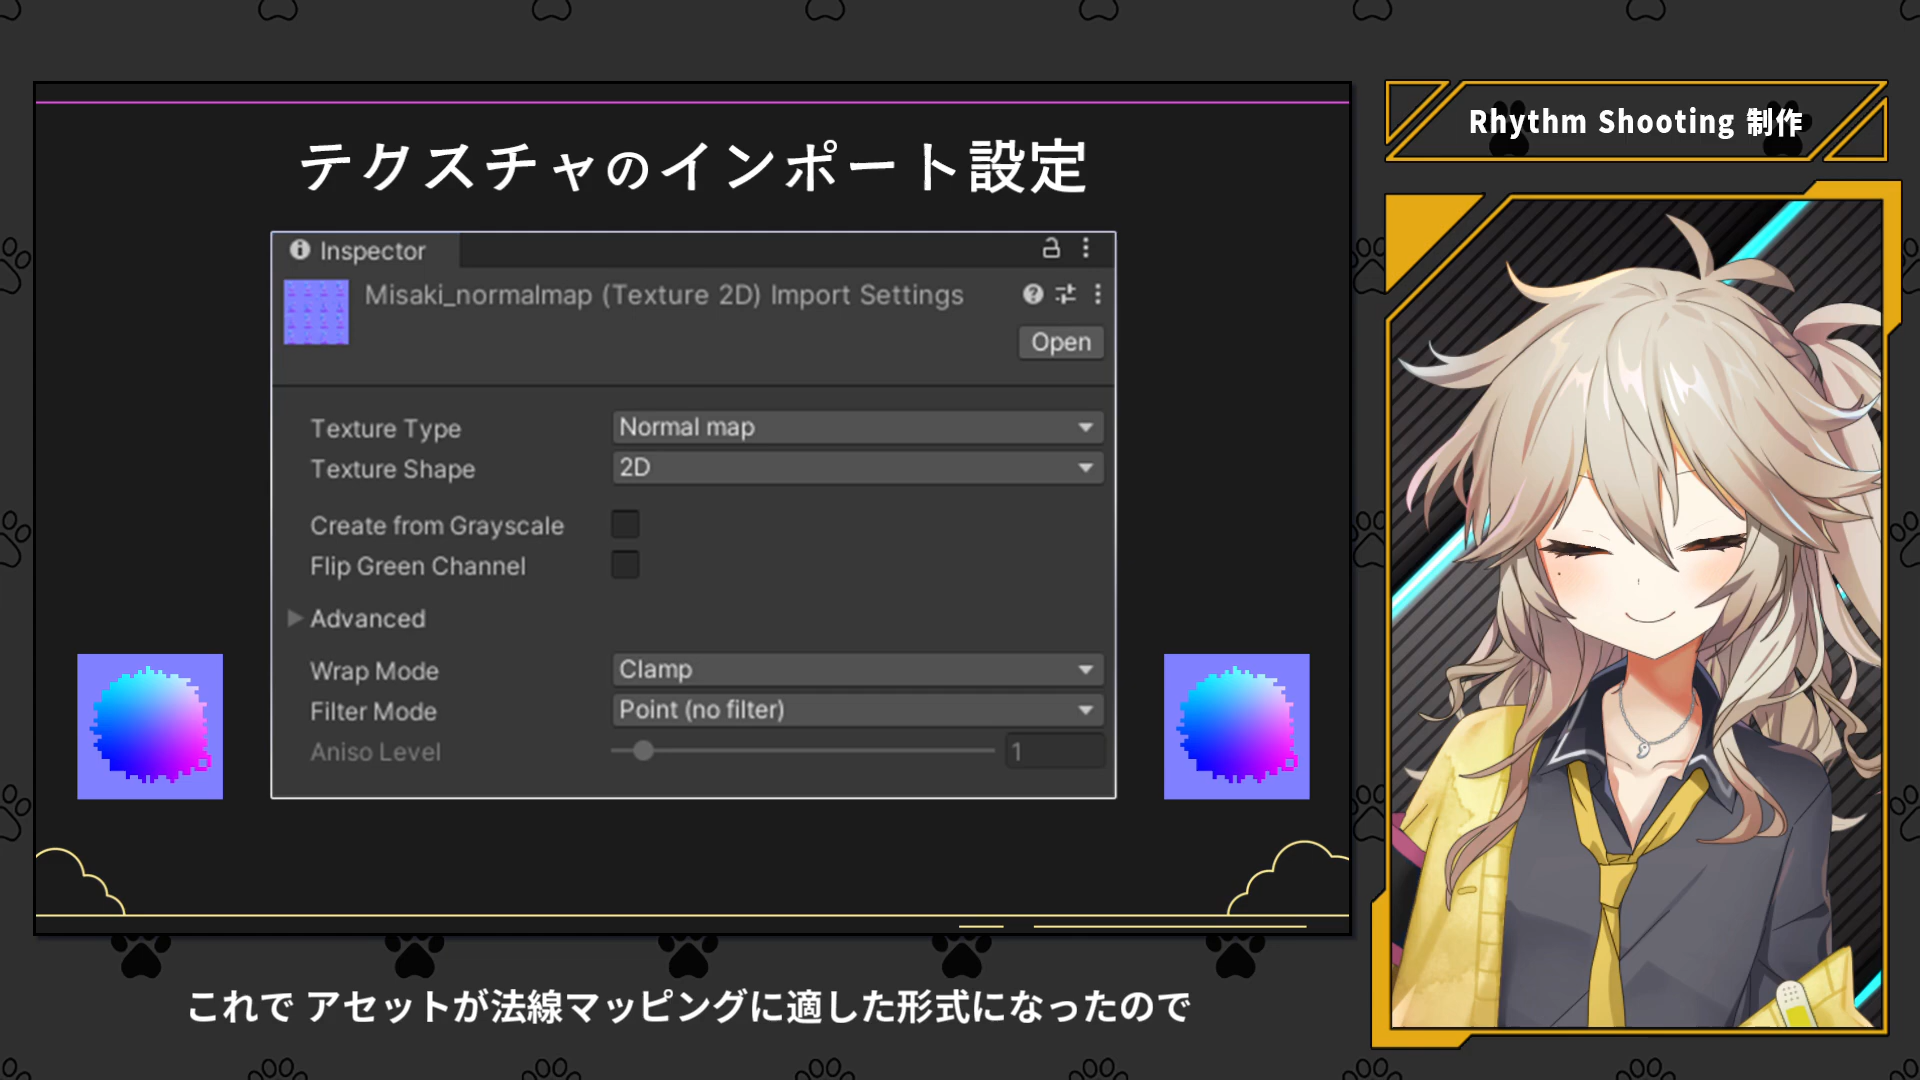 Rhythm Shooting 制作
テクスチャのインポート設定
Inspector
Misaki_normalmap (Texture 2D) Import Settings
Open
Texture Type Normal map
Texture Shape 2D
Create from Grayscale
Flip Green Channel
Advanced
Wrap Mode Clamp
Filter Mode Point (no filter)
Aniso Level 1
これで アセットが法線マッピングに適した形式になったので